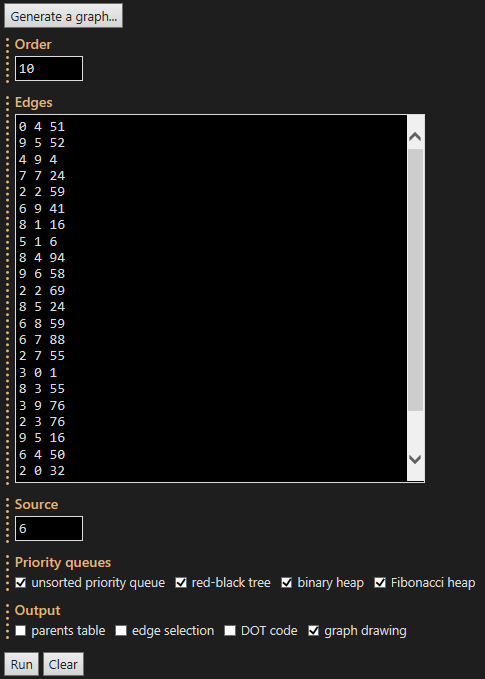 Generate a graph...
Order
10
Edges
0 4 51
9 5 52
4 9 4
7 7 24
2 2 59
6 9 41
8 1 16
5 1 6
8 4 94
9 6 58
2 2 69
8 5 24
6 8 59
6 7 88
2 7 55
3 0 1
8 3 55
3 9 76
2 3 76
9 5 16
6 4 50
2 0 32
Source
6
Priority queues
unsorted priority queue red-black tree binary heap Fibonacci heap
Output
parents table edge selection DOT code graph drawing
Run Clear